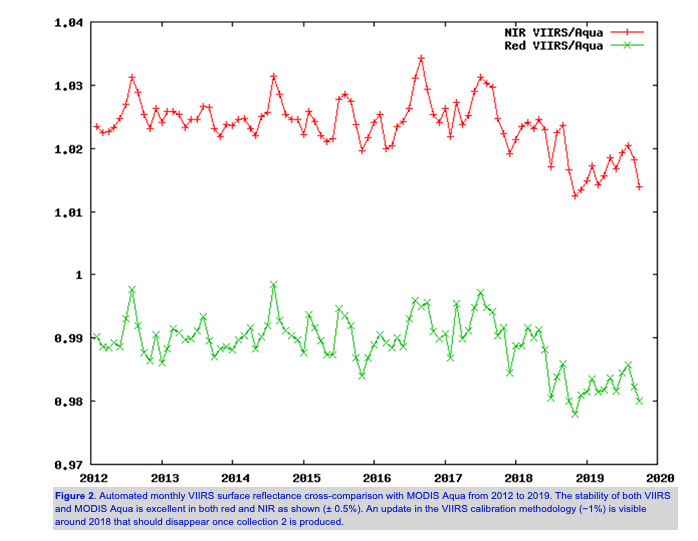 1.04
NIR VIIRS/Aqua
Red VIIRS/Aqua
1.03
1.02
1.01
1
0.99
0.98
0.97
2012 2013 2014 2015 2016 2017 2018 2019 2020
Figure 2. Automated monthly VIIRS surface reflectance cross-comparison with MODIS Aqua from 2012 to 2019. The stability of both VIIRS
and MODIS Aqua is excellent in both red and NIR as shown (± 0.5%). An update in the VIIRS calibration methodology (~1%) is visible
around 2018 that should disappear once collection 2 is produced.